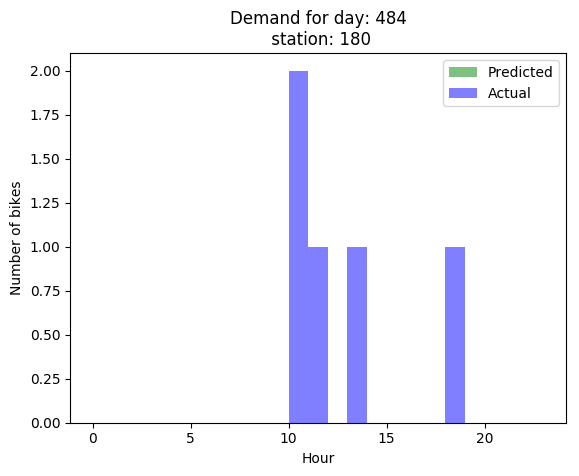 Demand for day: 484
station: 180
Predicted
Actual
2.00
1.75
1.50
1.25
1.00
0.75
0.50
0.25
0.00
Number of bikes
0 5 10 15 20
Hour